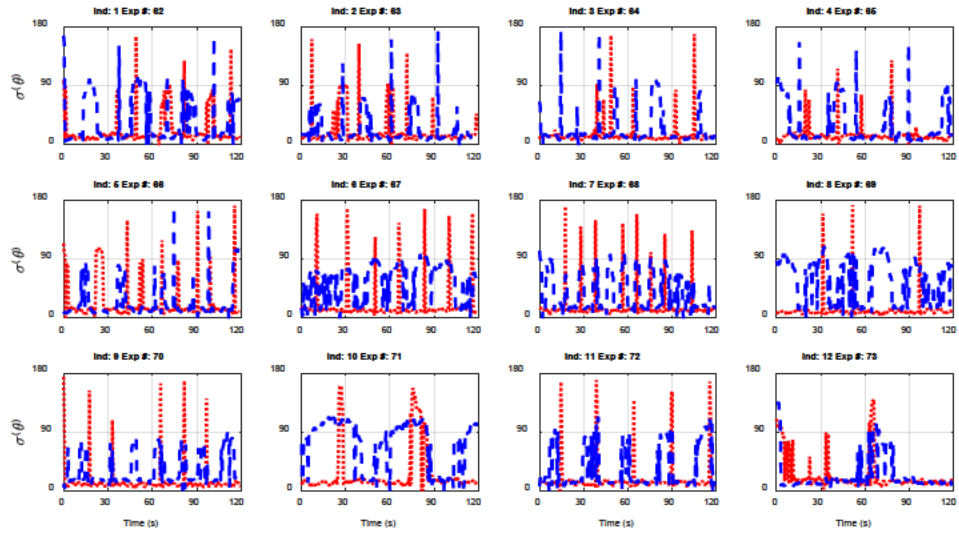 Ind: 1 Exp #: 62
Ind: 2 Exp #: 63
Ind: 3 Exp #: 64
Ind: 4 Exp #: 65
σ(θ)
180
90
0
0 30 60 90 120
180
90
0
0 30 60 90 120
180
90
0
0 30 60 90 120
180
90
0
0 30 60 90 120
Ind: 5 Exp #: 66
Ind: 6 Exp #: 67
Ind: 7 Exp #: 68
Ind: 8 Exp #: 69
σ(θ)
180
90
0
0 30 60 90 120
180
90
0
0 30 60 90 120
180
90
0
0 30 60 90 120
180
90
0
0 30 60 90 120
Ind: 9 Exp #: 70
Ind: 10 Exp #: 71
Ind: 11 Exp #: 72
Ind: 12 Exp #: 73
σ(θ)
180
90
0
0 30 60 90 120
Time (s)
180
90
0
0 30 60 90 120
Time (s)
180
90
0
0 30 60 90 120
Time (s)
180
90
0
0 30 60 90 120
Time (s)